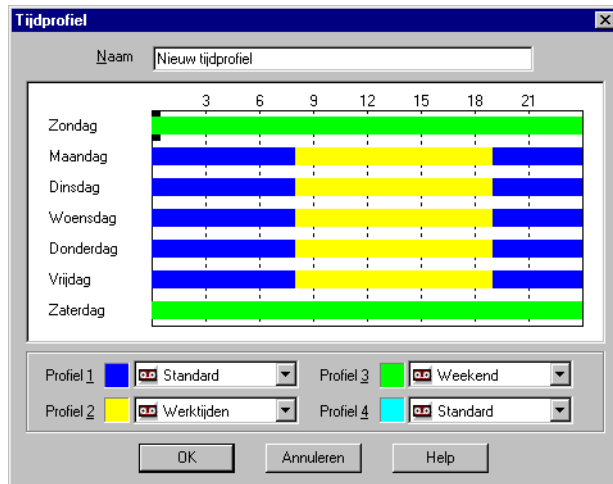 Tijdprofiel
Naam Nieuw tijdprofiel
3 6 9 12 15 18 21
Zondag
Maandag
Dinsdag
Woensdag
Donderdag
Vrijdag
Zaterdag
Profiel 1 Standard Profiel 3 Weekend
Profiel 2 Werktijden Profiel 4 Standard
OK Annuleren Help